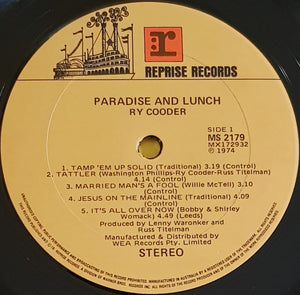 r
REPRISE RECORDS
PARADISE AND LUNCH
RY COODER
SIDE 1
MS 2179
MX172932
℗ 1974
1. TAMP 'EM UP SOLID (Traditional) 3.19 (Control)
2. TATTLER (Washington Phillips-Ry Cooder-Russ Titelman)
4.14 (Control)
3. MARRIED MAN'S A FOOL (Willie McTell) 3.10
(Control)
4. JESUS ON THE MAINLINE (Traditional) 4.09
(Control)
5. IT'S ALL OVER NOW (Bobby & Shirley
Womack) 4.49 (Leeds)
Produced by Lenny Waronker and
Russ Titelman
Manufactured & Distributed by
WEA Records Pty. Limited
STEREO